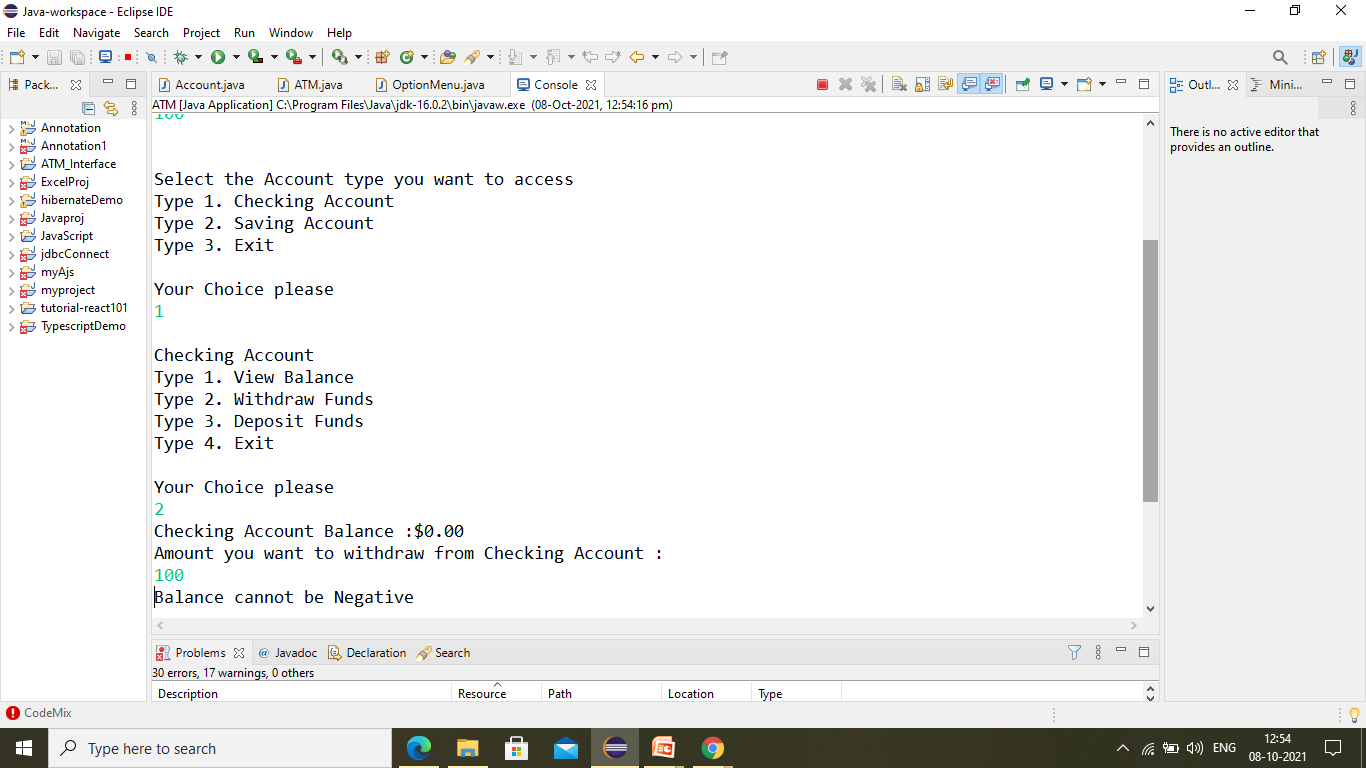 Java-workspace - Eclipse IDE
File Edit Navigate Search Project Run Window Help
Pack...
Account.java ATM.java OptionMenu.java Console
Outl... Mini...
ATM [Java Application] C:\Program Files\Java\jdk-16.0.2\bin\javaw.exe (08-Oct-2021, 12:54:16 pm)
Annotation
Annotation1
ATM_Interface
ExcelProj
hibernateDemo
Javaproj
JavaScript
jdbcConnect
myAjs
myproject
tutorial-react101
TypescriptDemo
100
Select the Account type you want to access
Type 1. Checking Account
Type 2. Saving Account
Type 3. Exit
Your Choice please
1
Checking Account
Type 1. View Balance
Type 2. Withdraw Funds
Type 3. Deposit Funds
Type 4. Exit
Your Choice please
2
Checking Account Balance :$0.00
Amount you want to withdraw from Checking Account :
100
Balance cannot be Negative
There is no active editor that
provides an outline.
Problems @ Javadoc Declaration Search
30 errors, 17 warnings, 0 others
Description Resource Path Location Type
CodeMix
Type here to search
ENG
12:54
08-10-2021